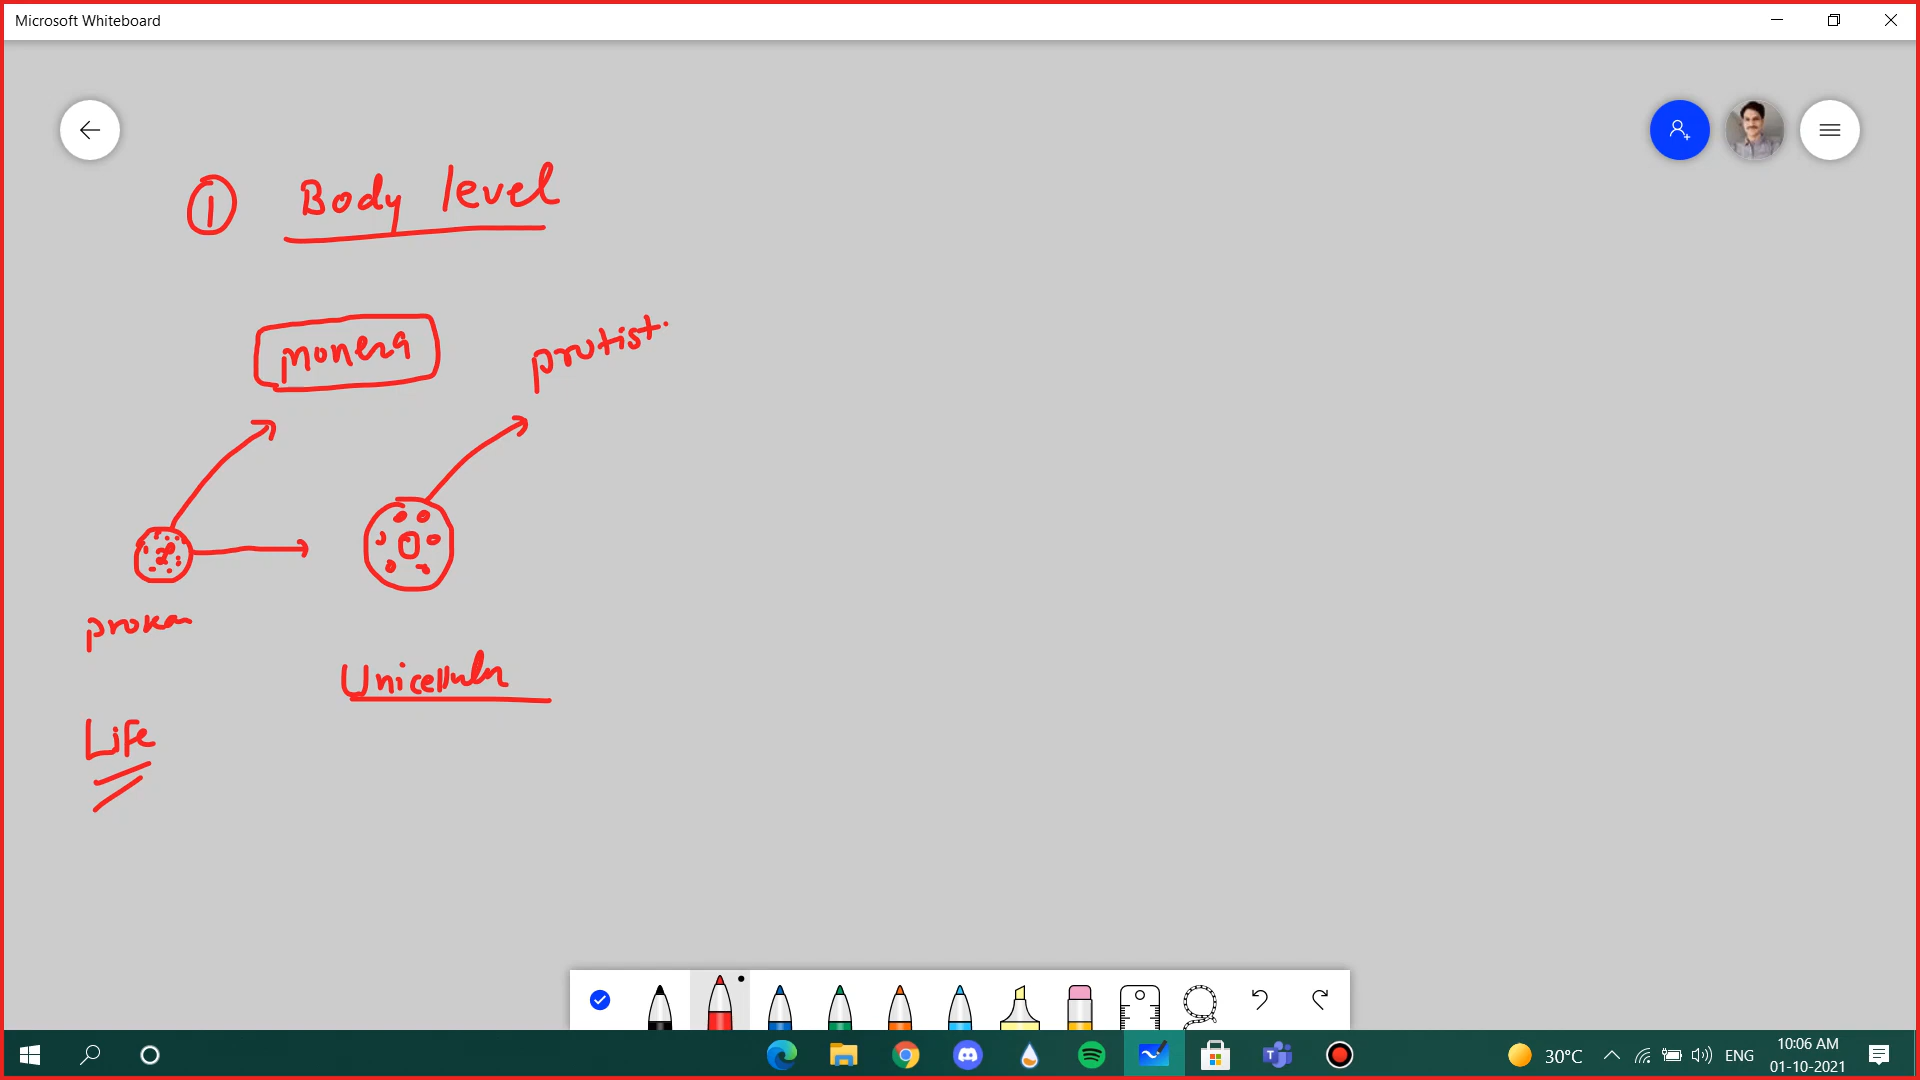 Microsoft Whiteboard
① Body level
Monera
protist.
proka
Unicellular
Life
30°C
ENG
10:06 AM
01-10-2021